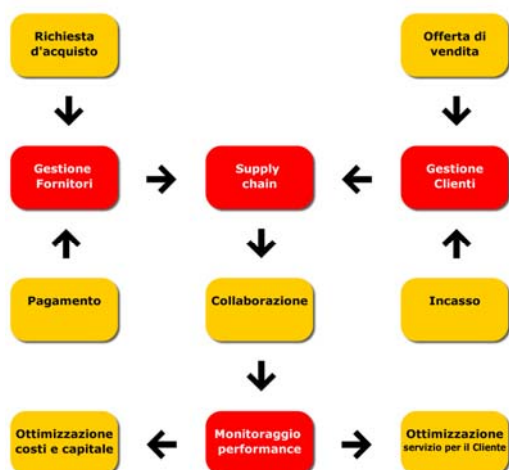 Richiesta
d'acquisto
Offerta di
vendita
Gestione
Fornitori
Supply
chain
Gestione
Clienti
Pagamento
Collaborazione
Incasso
Ottimizzazione
costi e capitale
Monitoraggio
performance
Ottimizzazione
servizio per il Cliente